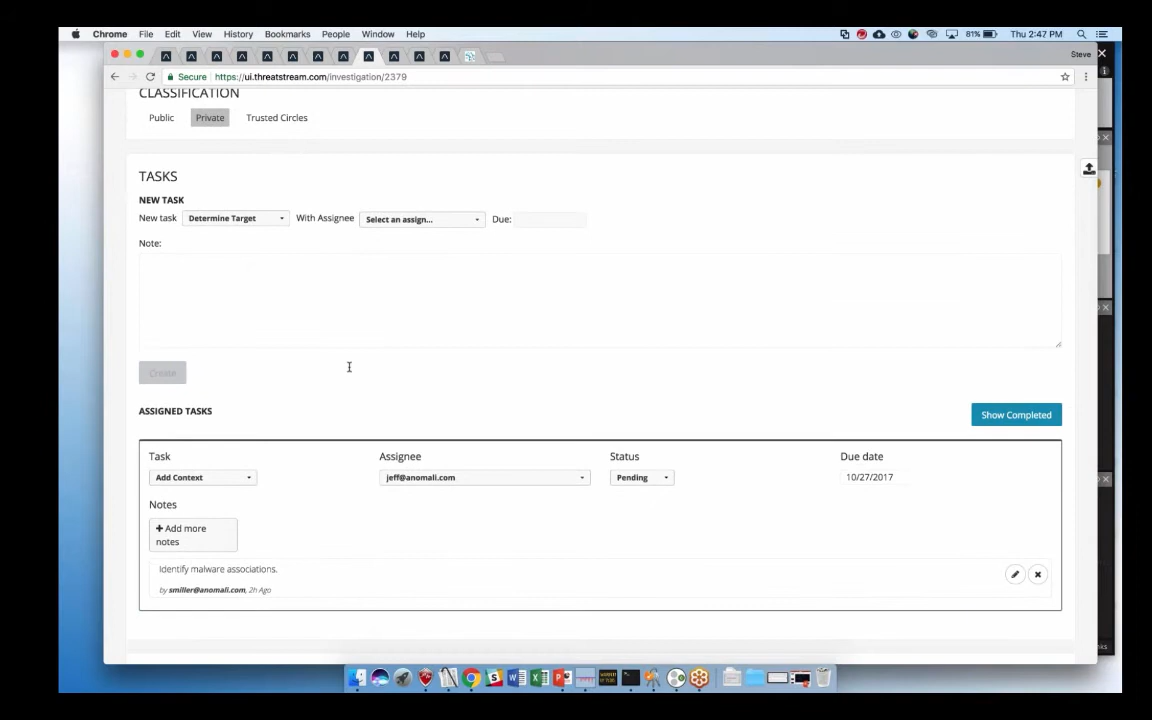 Chrome File Edit View History Bookmarks People Window Help 81% Thu 2:47 PM
Steve
Secure https://ui.threatstream.com/investigation/2379
CLASSIFICATION
Public Private Trusted Circles
TASKS
NEW TASK
New task Determine Target With Assignee Select an assign... Due:
Note:
Create
ASSIGNED TASKS Show Completed
Task Assignee Status Due date
Add Context jeff@anomali.com Pending 10/27/2017
Notes
+ Add more
notes
Identify malware associations.
by smiller@anomali.com, 2h Ago